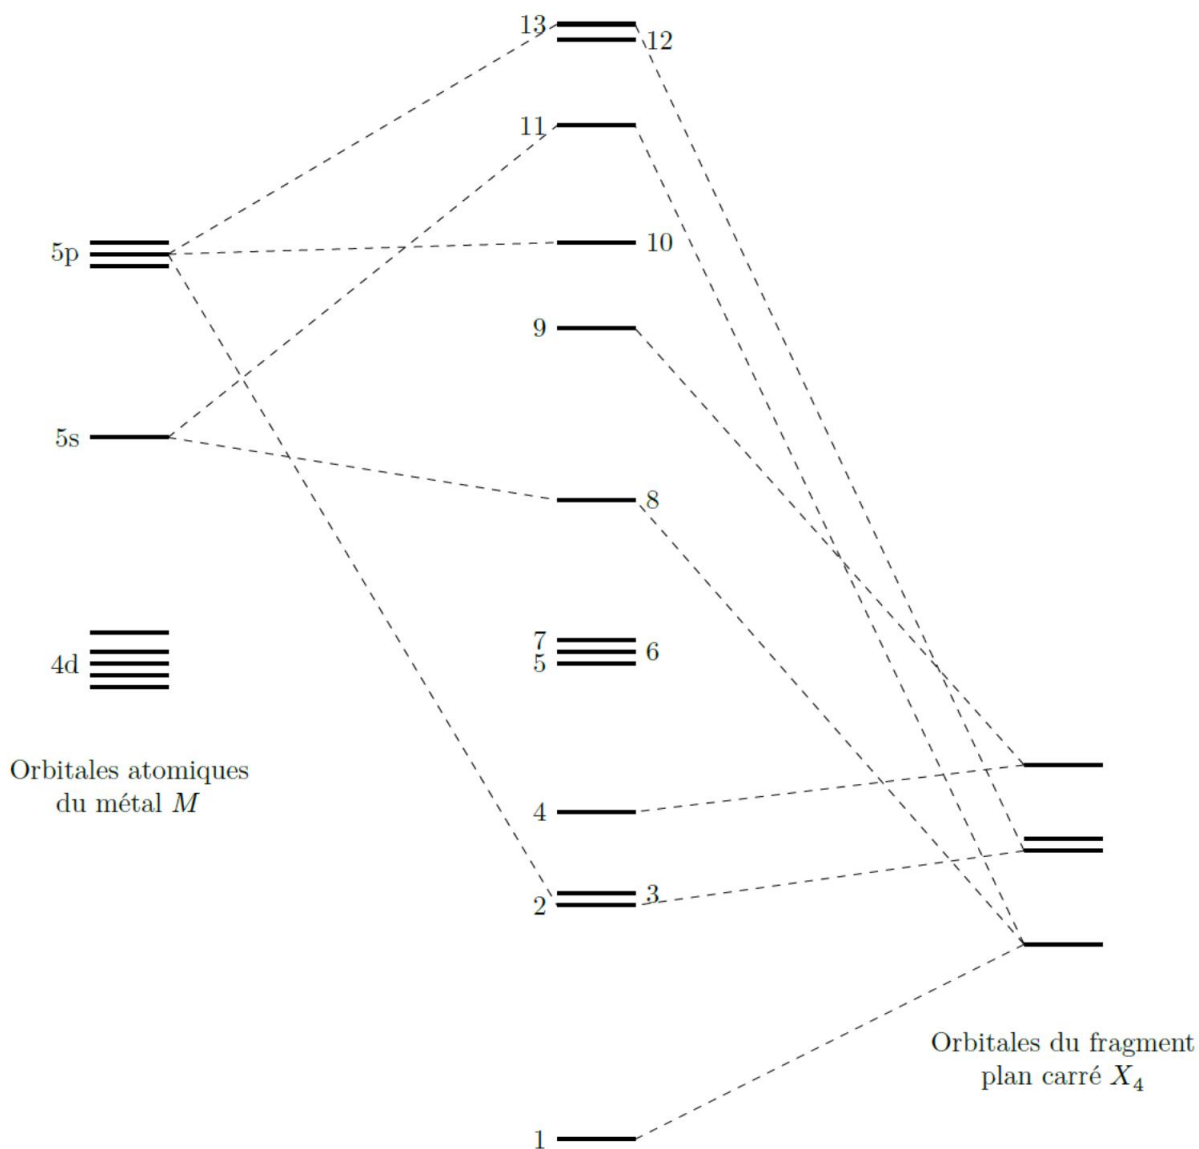 13
12
11
5p
10
9
5s
8
7
6
5
4d
Orbitales atomiques
du métal M
4
3
2
Orbitales du fragment
plan carré X₄
1